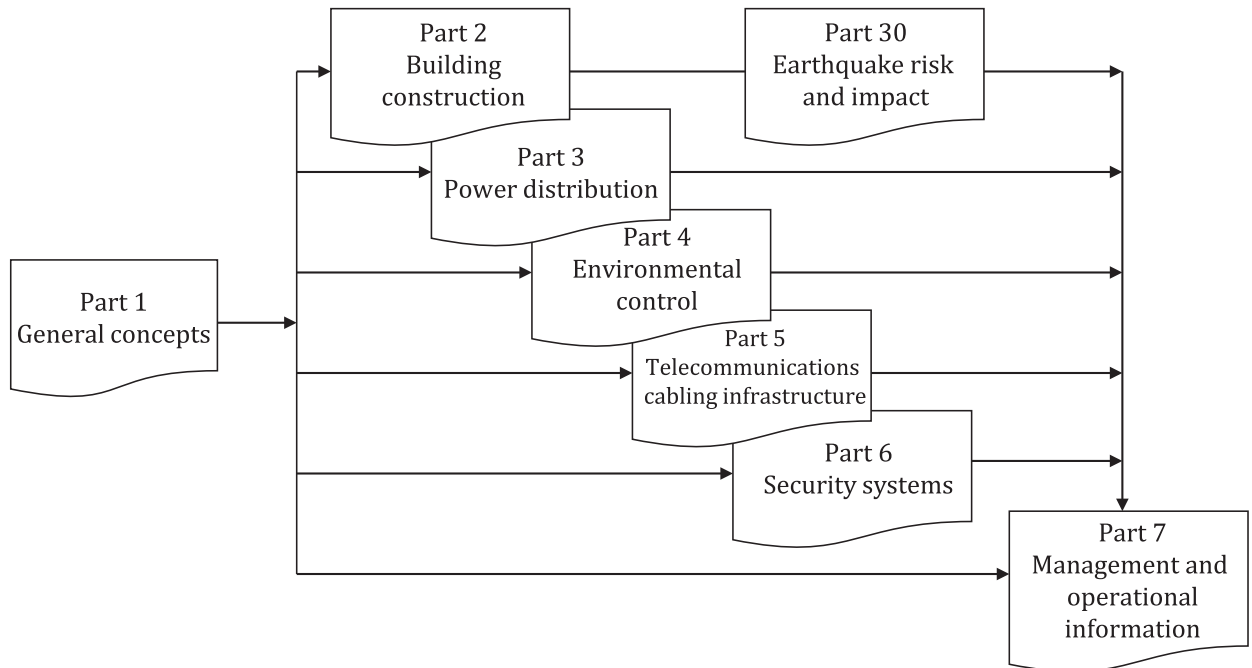 Part 2
Building
construction
Part 30
Earthquake risk
and impact
Part 3
Power distribution
Part 4
Environmental
control
Part 1
General concepts
Part 5
Telecommunications
cabling infrastructure
Part 6
Security systems
Part 7
Management and
operational
information